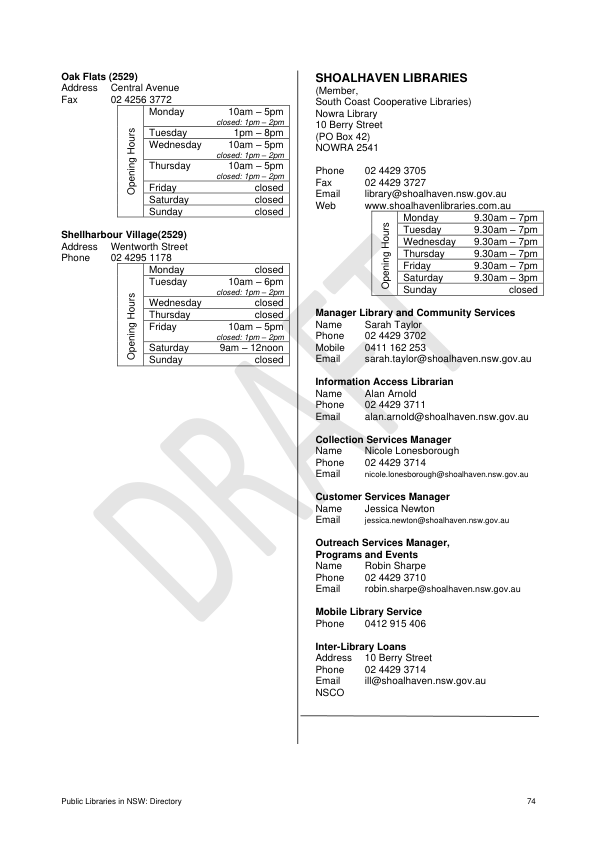 Oak Flats (2529)
Address Central Avenue
Fax 02 4256 3772
Opening Hours
Monday 10am – 5pm
closed: 1pm – 2pm
Tuesday 1pm – 8pm
Wednesday 10am – 5pm
closed: 1pm – 2pm
Thursday 10am – 5pm
closed: 1pm – 2pm
Friday closed
Saturday closed
Sunday closed
Shellharbour Village(2529)
Address Wentworth Street
Phone 02 4295 1178
Opening Hours
Monday closed
Tuesday 10am – 6pm
closed: 1pm – 2pm
Wednesday closed
Thursday closed
Friday 10am – 5pm
closed: 1pm – 2pm
Saturday 9am – 12noon
Sunday closed
SHOALHAVEN LIBRARIES
(Member,
South Coast Cooperative Libraries)
Nowra Library
10 Berry Street
(PO Box 42)
NOWRA 2541
Phone 02 4429 3705
Fax 02 4429 3727
Email library@shoalhaven.nsw.gov.au
Web www.shoalhavenlibraries.com.au
Opening Hours
Monday 9.30am – 7pm
Tuesday 9.30am – 7pm
Wednesday 9.30am – 7pm
Thursday 9.30am – 7pm
Friday 9.30am – 7pm
Saturday 9.30am – 3pm
Sunday closed
Manager Library and Community Services
Name Sarah Taylor
Phone 02 4429 3702
Mobile 0411 162 253
Email sarah.taylor@shoalhaven.nsw.gov.au
Information Access Librarian
Name Alan Arnold
Phone 02 4429 3711
Email alan.arnold@shoalhaven.nsw.gov.au
Collection Services Manager
Name Nicole Lonesborough
Phone 02 4429 3714
Email nicole.lonesborough@shoalhaven.nsw.gov.au
Customer Services Manager
Name Jessica Newton
Email jessica.newton@shoalhaven.nsw.gov.au
Outreach Services Manager,
Programs and Events
Name Robin Sharpe
Phone 02 4429 3710
Email robin.sharpe@shoalhaven.nsw.gov.au
Mobile Library Service
Phone 0412 915 406
Inter-Library Loans
Address 10 Berry Street
Phone 02 4429 3714
Email ill@shoalhaven.nsw.gov.au
NSCO
DRAFT
Public Libraries in NSW: Directory 74